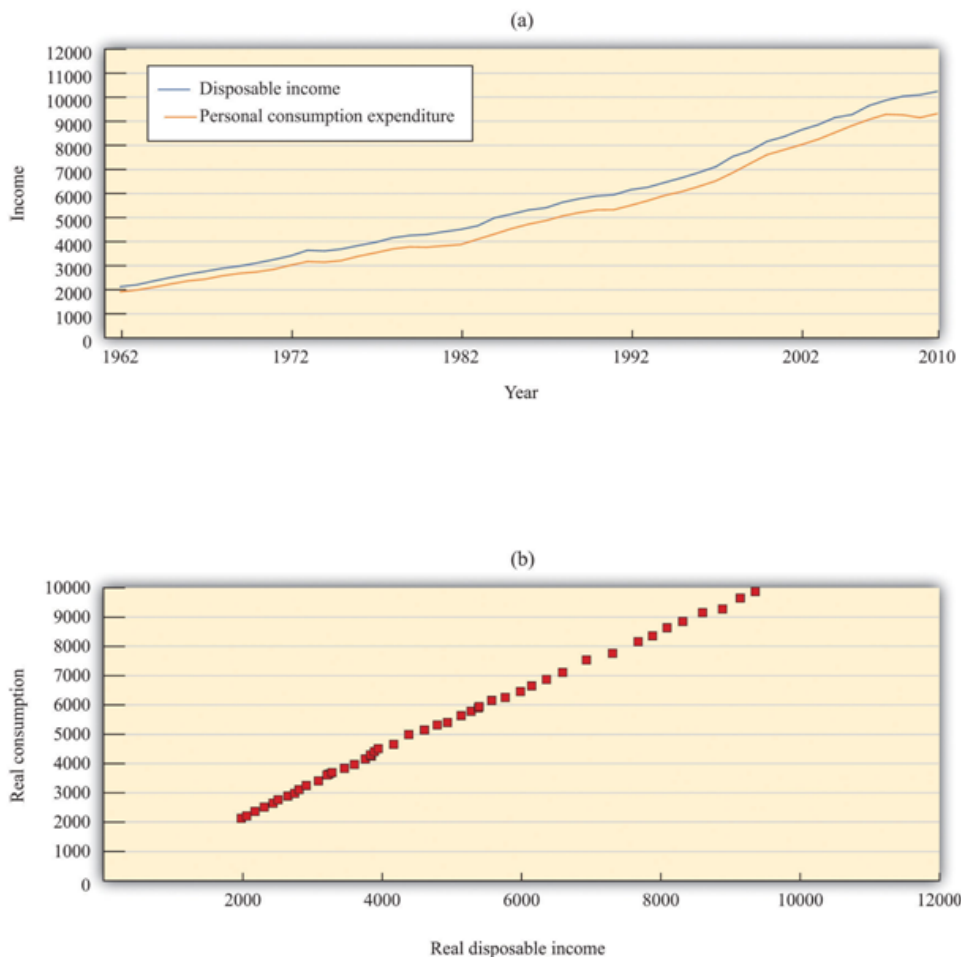 (a)
12000
11000
10000
9000
8000
7000
6000
5000
4000
3000
2000
1000
0
Income
Disposable income
Personal consumption expenditure
1962 1972 1982 1992 2002 2010
Year
(b)
10000
9000
8000
7000
6000
5000
4000
3000
2000
1000
0
Real consumption
2000 4000 6000 8000 10000 12000
Real disposable income